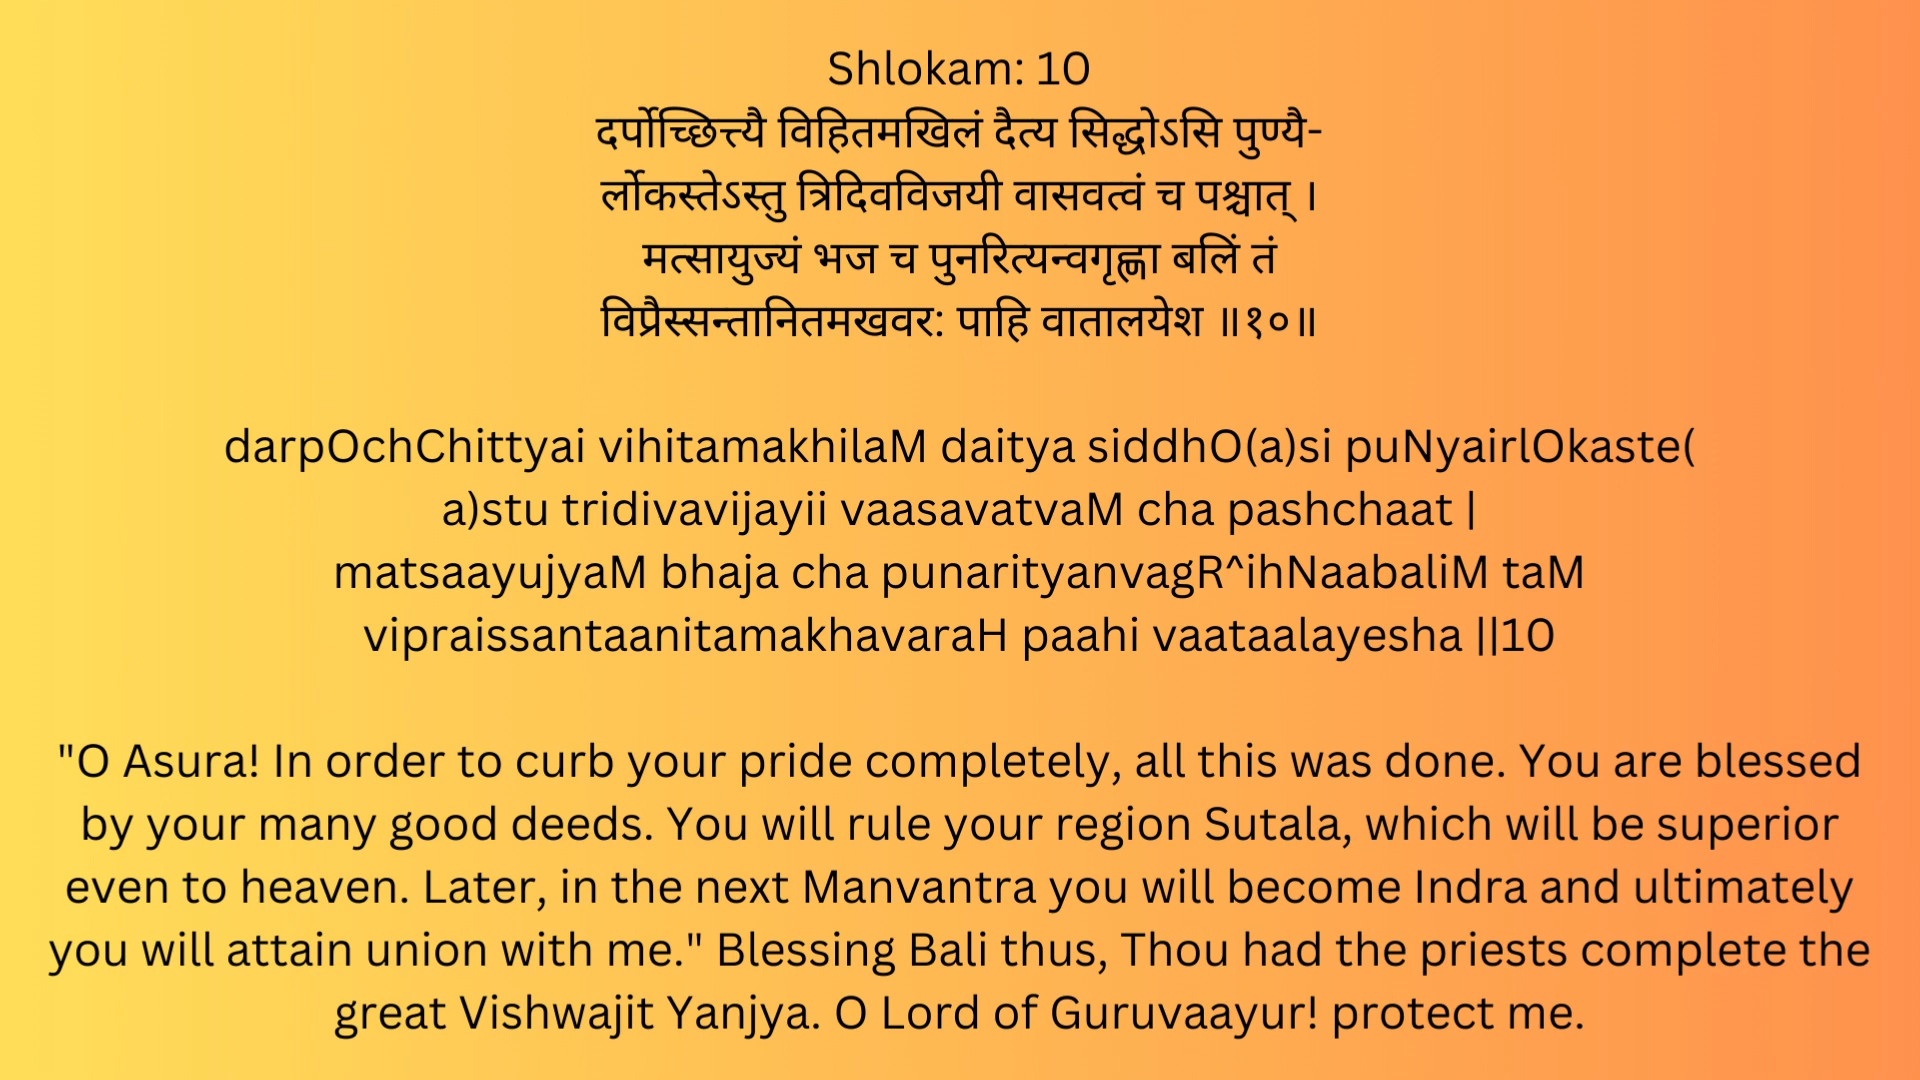 Shlokam: 10
दर्पोच्छित्त्यै विहितमखिलं दैत्य सिद्धोऽसि पुण्यै-
र्लोकस्तेऽस्तु त्रिदिवविजयी वासवत्वं च पश्चात् ।
मत्सायुज्यं भज च पुनरित्यन्वगृह्णा बलिं तं
विप्रैस्सन्तानितमखवर: पाहि वातालयेश ॥१०॥
darpOchChittyai vihitamakhilaM daitya siddhO(a)si puNyairlOkaste(
a)stu tridivavijayii vaasavatvaM cha pashchaat |
matsaayujyaM bhaja cha punarityanvagR^ihNaabaliM taM
vipraissantaanitamakhavaraH paahi vaataalayesha ||10
"O Asura! In order to curb your pride completely, all this was done. You are blessed
by your many good deeds. You will rule your region Sutala, which will be superior
even to heaven. Later, in the next Manvantra you will become Indra and ultimately
you will attain union with me." Blessing Bali thus, Thou had the priests complete the
great Vishwajit Yanjya. O Lord of Guruvaayur! protect me.